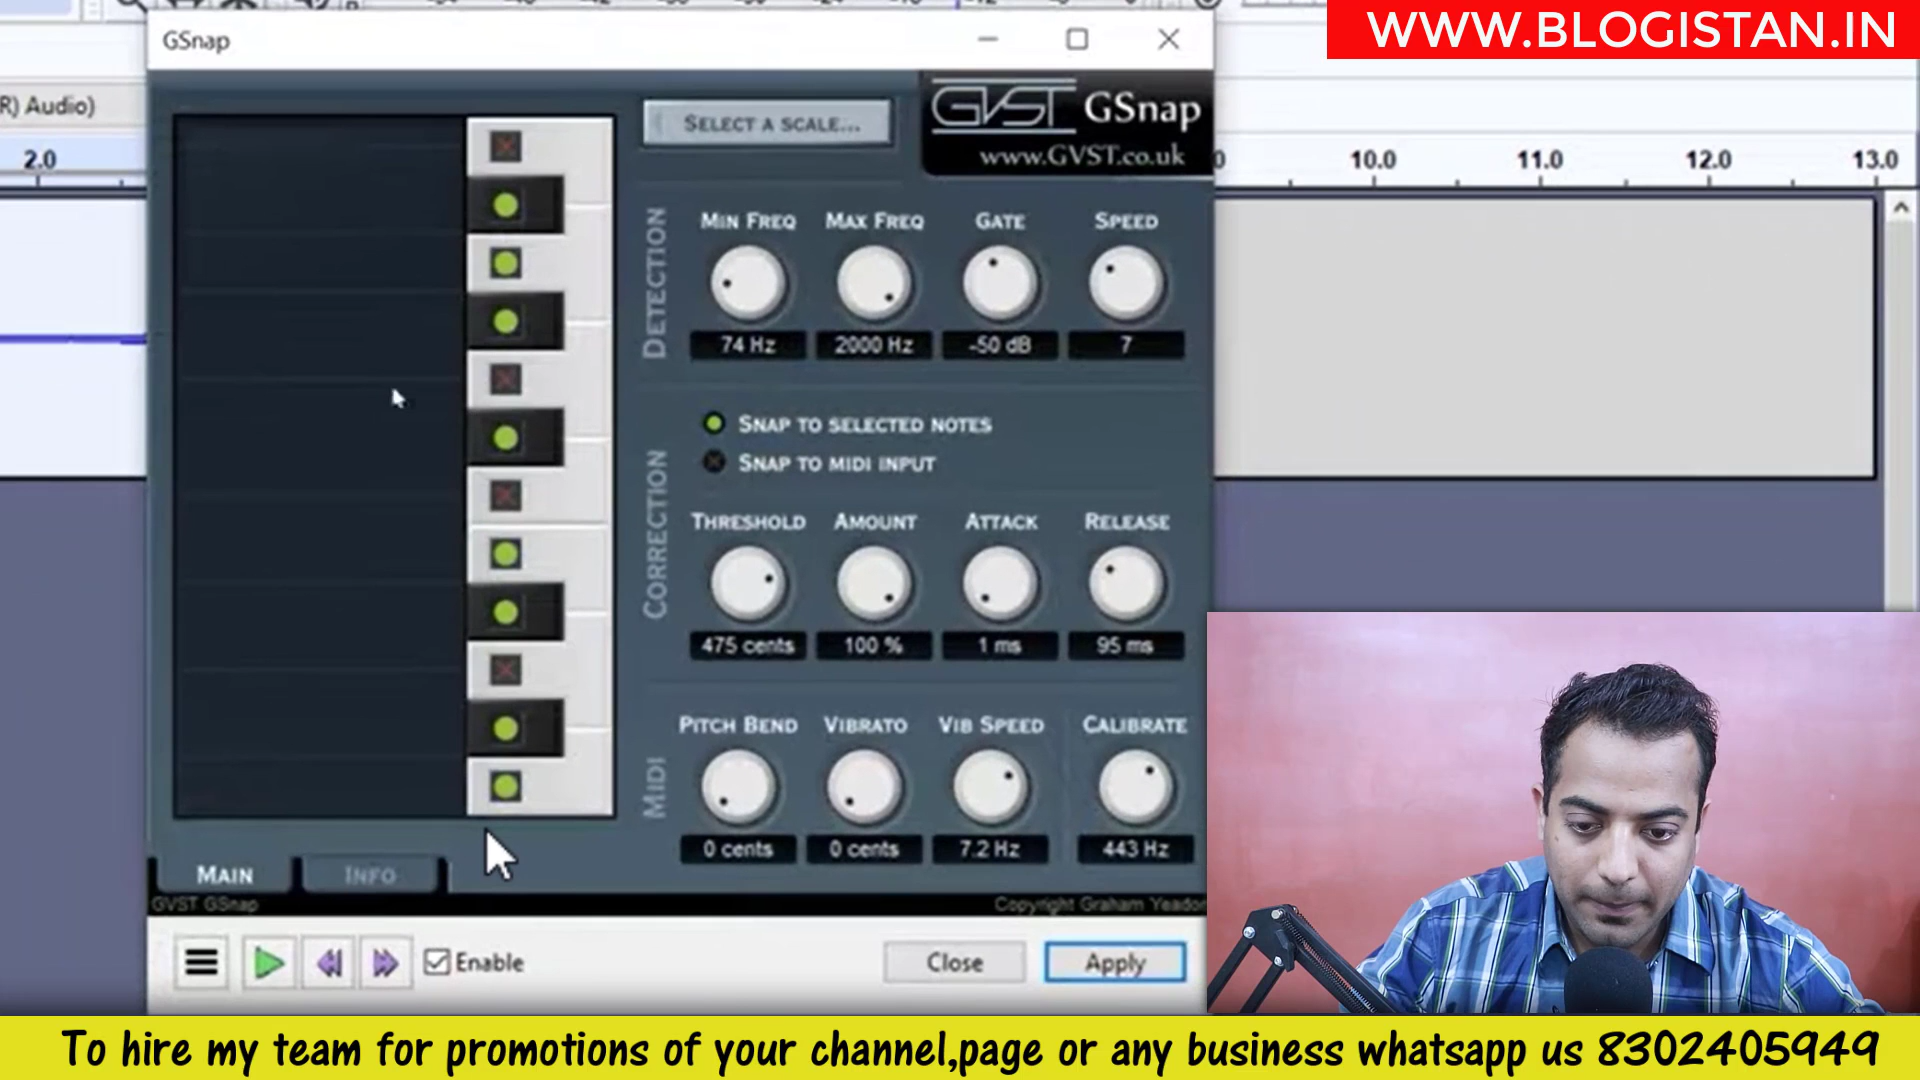 WWW.BLOGISTAN.IN
GSnap
R) Audio)
2.0
SELECT A SCALE...
GVST GSnap
www.GVST.co.uk
0 10.0 11.0 12.0 13.0
DETECTION
MIN FREQ MAX FREQ GATE SPEED
74 Hz 2000 Hz -50 dB 7
CORRECTION
SNAP TO SELECTED NOTES
SNAP TO MIDI INPUT
THRESHOLD AMOUNT ATTACK RELEASE
475 cents 100 % 1 ms 95 ms
MIDI
PITCH BEND VIBRATO VIB SPEED CALIBRATE
0 cents 0 cents 7.2 Hz 443 Hz
MAIN INFO
GVST GSnap
Copyright Graham Yeado
Enable
Close
Apply
To hire my team for promotions of your channel,page or any business whatsapp us 8302405949